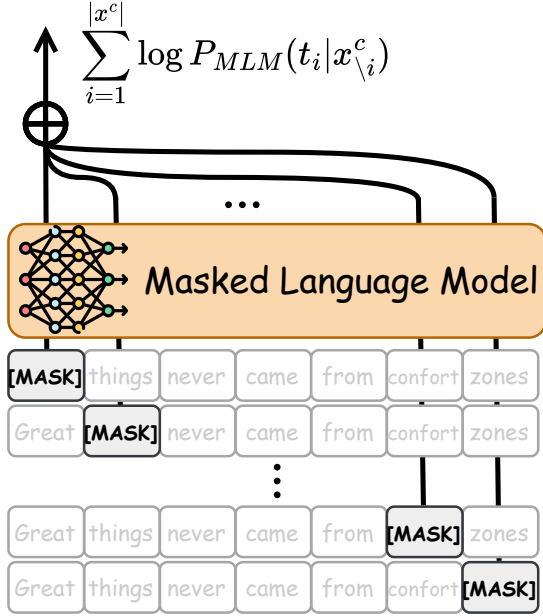 |x^c|
∑ log P_{MLM}(t_i|x^c_{\i})
i=1
...
Masked Language Model
[MASK] things never came from confort zones
Great [MASK] never came from confort zones
⋮
Great things never came from [MASK] zones
Great things never came from confort [MASK]